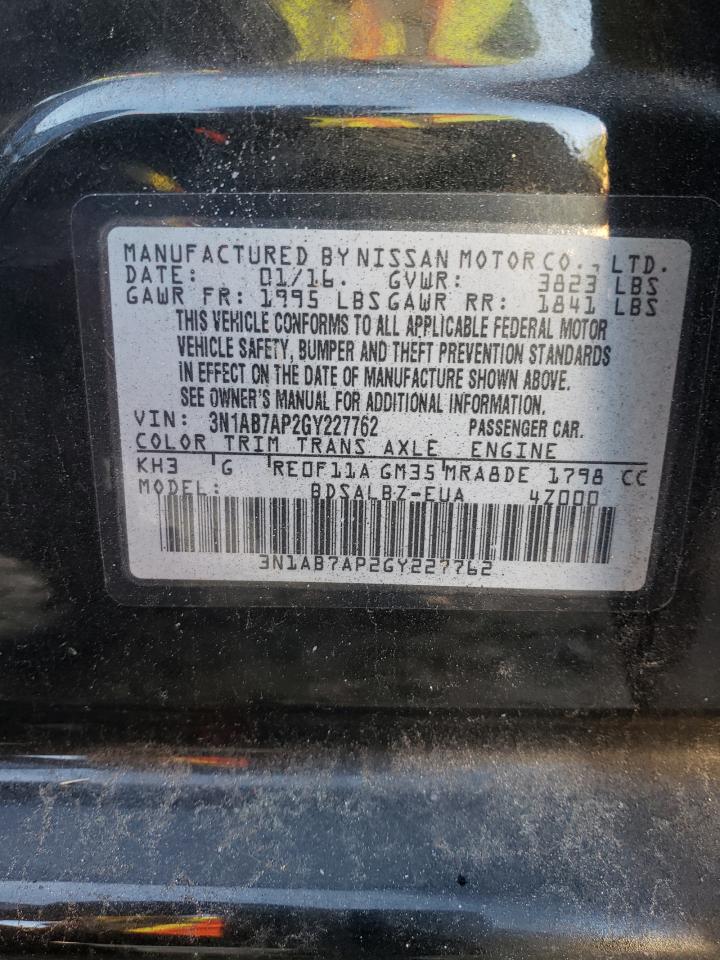 MANUFACTURED BY NISSAN MOTOR CO., LTD.
DATE: 01/16. GVWR: 3823 LBS
GAWR FR: 1995 LBS GAWR RR: 1841 LBS
THIS VEHICLE CONFORMS TO ALL APPLICABLE FEDERAL MOTOR
VEHICLE SAFETY, BUMPER AND THEFT PREVENTION STANDARDS
IN EFFECT ON THE DATE OF MANUFACTURE SHOWN ABOVE.
SEE OWNER'S MANUAL FOR ADDITIONAL INFORMATION.
VIN: 3N1AB7AP2GY227762 PASSENGER CAR.
COLOR TRIM TRANS AXLE ENGINE
KH3 G RE0F11A GM35 MRA8DE 1798 CC
MODEL: BDSALBZ-EUA 4Z000
3N1AB7AP2GY227762